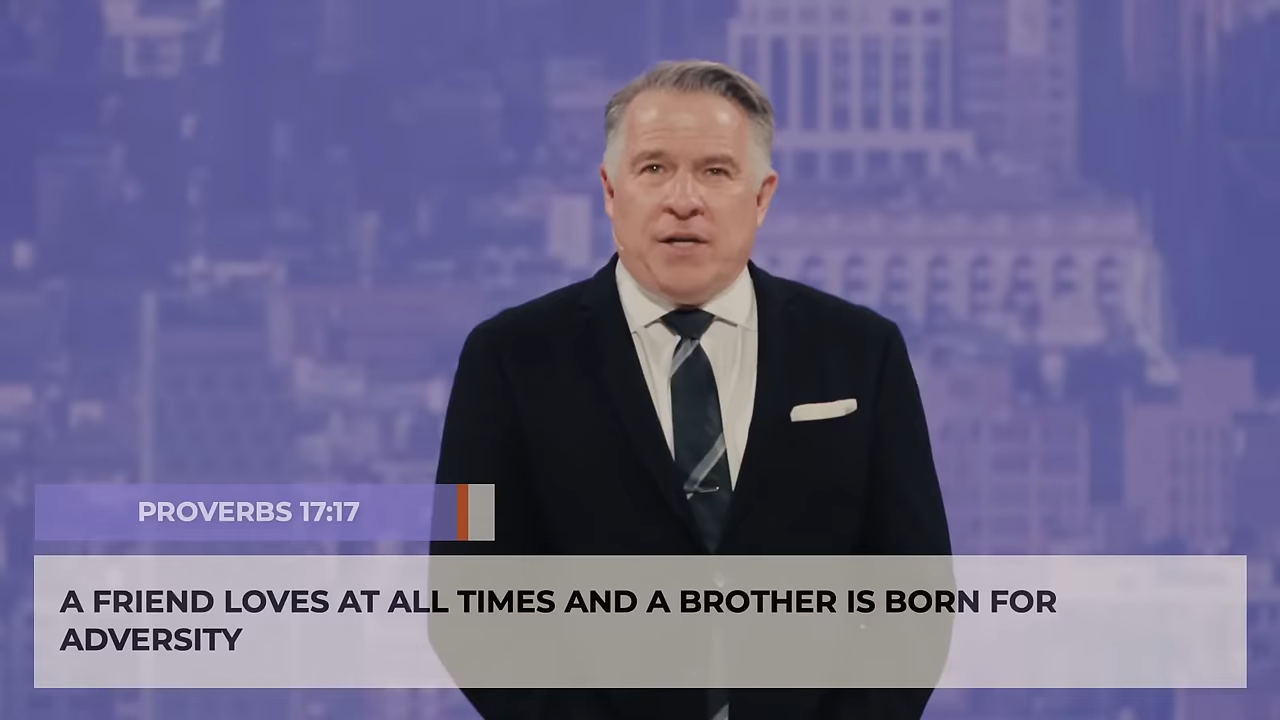 PROVERBS 17:17
A FRIEND LOVES AT ALL TIMES AND A BROTHER IS BORN FOR
ADVERSITY